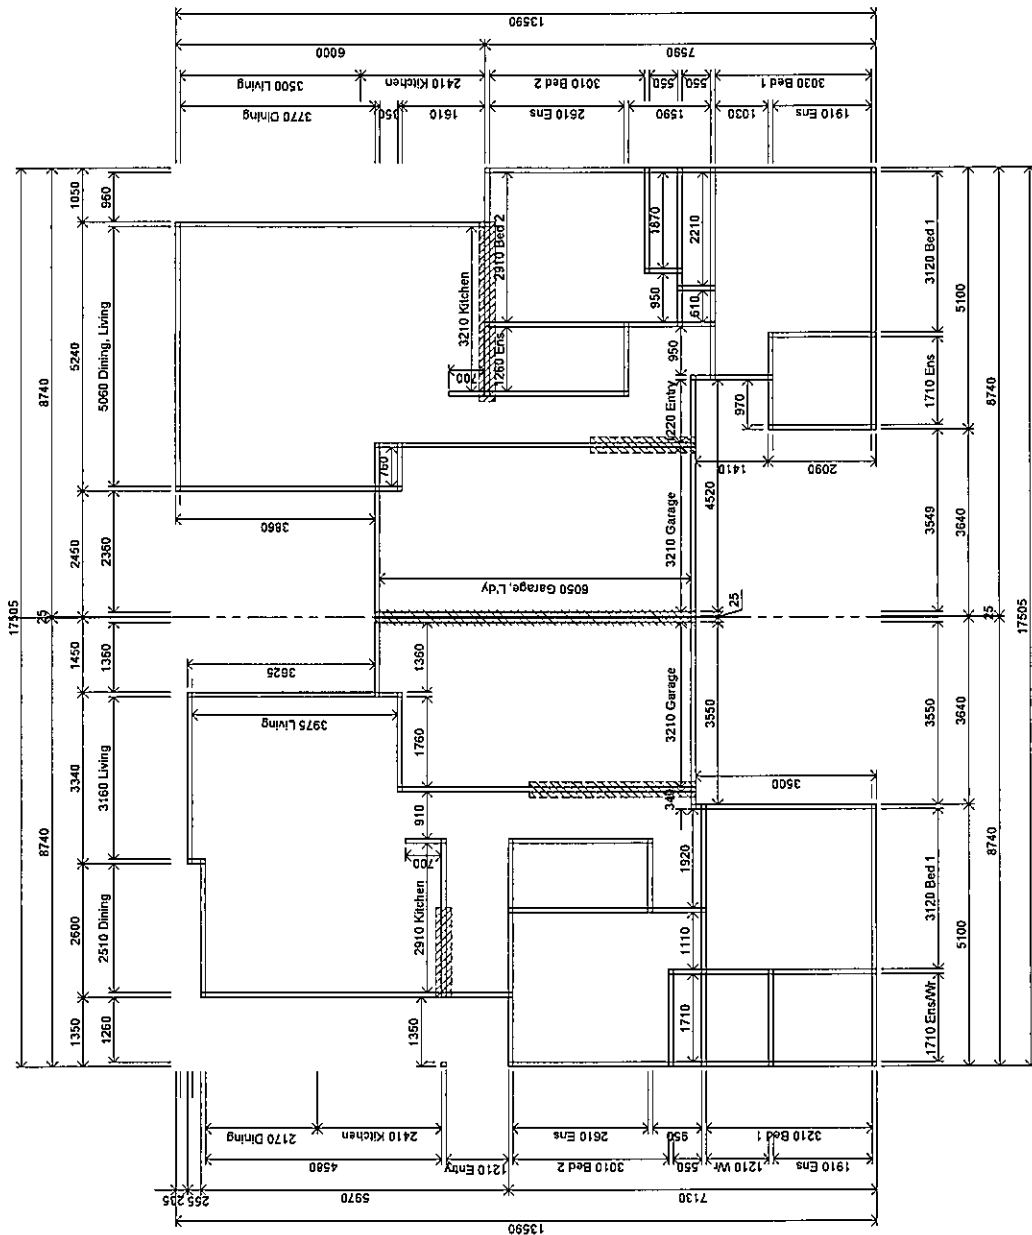 13590
6000
7590
3500 Living
2410 Kitchen
3010 Bed 2
550
550
3030 Bed 1
3770 Dining
350
1610
2610 Ens
1590
1030
1910 Ens
17505
8740
25
8740
1050
5240
2450
1450
3340
2600
1350
960
5060 Dining, Living
2360
1360
3160 Living
2510 Dining
1260
3210 Kitchen
2910 Bed 2
1870
2210
700
1260 Ens
950
610
950
970
1220 Entry
760
3860
4520
3210 Garage
1410
2090
6050 Garage, L'dy
25
3625
3975 Living
1360
1760
910
3210 Garage
3550
340
3500
700
2910 Kitchen
1920
1110
1710
1350
3120 Bed 1
1710 Ens
3549
3550
3120 Bed 1
1710 Ens/Wr
5100
3640
3640
5100
8740
25
8740
17505
2170 Dining
2410 Kitchen
2610 Ens
950
3210 Bed 1
4580
1210 Entry
3010 Bed 2
550
1210 Wr
1910 Ens
235
255
5970
7130
13590